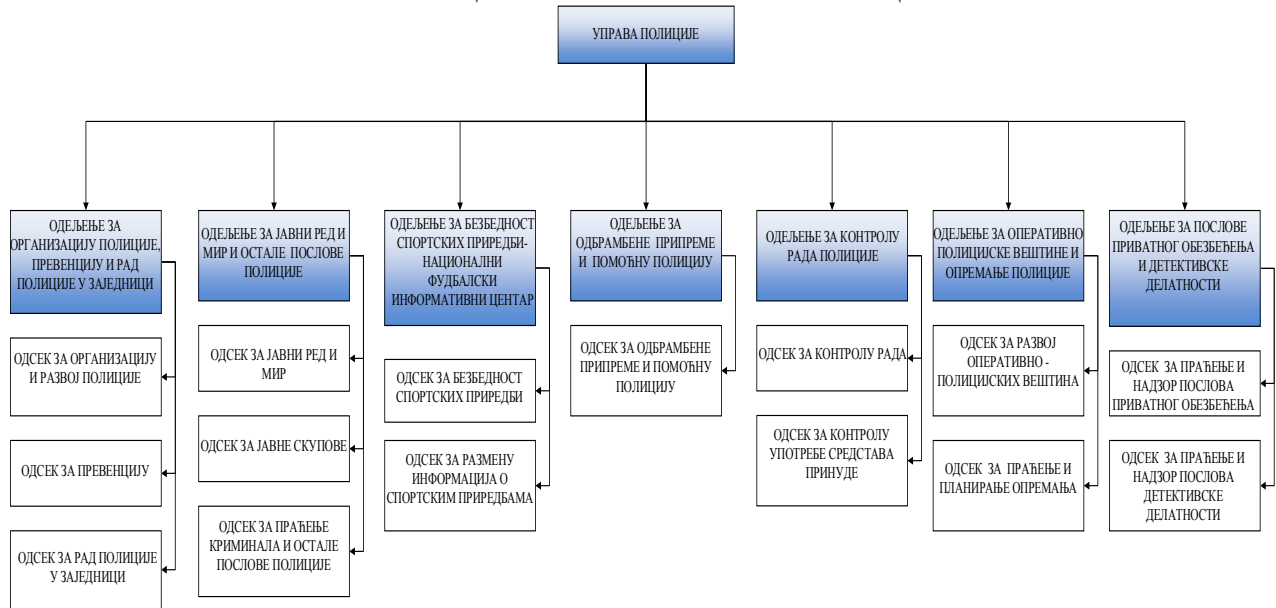 УПРАВА ПОЛИЦИЈЕ
ОДЕЉЕЊЕ ЗА
ОРГАНИЗАЦИЈУ ПОЛИЦИЈЕ,
ПРЕВЕНЦИЈУ И РАД
ПОЛИЦИЈЕ У ЗАЈЕДНИЦИ
ОДСЕК ЗА ОРГАНИЗАЦИЈУ
И РАЗВОЈ ПОЛИЦИЈЕ
ОДСЕК ЗА ПРЕВЕНЦИЈУ
ОДСЕК ЗА РАД ПОЛИЦИЈЕ
У ЗАЈЕДНИЦИ
ОДЕЉЕЊЕ ЗА ЈАВНИ РЕД И
МИР И ОСТАЛЕ ПОСЛОВЕ
ПОЛИЦИЈЕ
ОДСЕК ЗА ЈАВНИ РЕД И
МИР
ОДСЕК ЗА ЈАВНЕ СКУПОВЕ
ОДСЕК ЗА ПРАЋЕЊЕ
КРИМИНАЛА И ОСТАЛЕ
ПОСЛОВЕ ПОЛИЦИЈЕ
ОДЕЉЕЊЕ ЗА БЕЗБЕДНОСТ
СПОРТСКИХ ПРИРЕДБИ-
НАЦИОНАЛНИ
ФУДБАЛСКИ
ИНФОРМАТИВНИ ЦЕНТАР
ОДСЕК ЗА БЕЗБЕДНОСТ
СПОРТСКИХ ПРИРЕДБИ
ОДСЕК ЗА РАЗМЕНУ
ИНФОРМАЦИЈА О
СПОРТСКИМ ПРИРЕДБАМА
ОДЕЉЕЊЕ ЗА
ОДБРАМБЕНЕ ПРИПРЕМЕ
И ПОМОЋНУ ПОЛИЦИЈУ
ОДСЕК ЗА ОДБРАМБЕНЕ
ПРИПРЕМЕ И ПОМОЋНУ
ПОЛИЦИЈУ
ОДЕЉЕЊЕ ЗА КОНТРОЛУ
РАДА ПОЛИЦИЈЕ
ОДСЕК ЗА КОНТРОЛУ РАДА
ОДСЕК ЗА КОНТРОЛУ
УПОТРЕБЕ СРЕДСТАВА
ПРИНУДЕ
ОДЕЉЕЊЕ ЗА ОПЕРАТИВНО
ПОЛИЦИЈСКЕ ВЕШТИНЕ И
ОПРЕМАЊЕ ПОЛИЦИЈЕ
ОДСЕК ЗА РАЗВОЈ
ОПЕРАТИВНО -
ПОЛИЦИЈСКИХ ВЕШТИНА
ОДСЕК ЗА ПРАЋЕЊЕ И
ПЛАНИРАЊЕ ОПРЕМАЊА
ОДЕЉЕЊЕ ЗА ПОСЛОВЕ
ПРИВАТНОГ ОБЕЗБЕЂЕЊА
И ДЕТЕКТИВСКЕ
ДЕЛАТНОСТИ
ОДСЕК ЗА ПРАЋЕЊЕ И
НАДЗОР ПОСЛОВА
ПРИВАТНОГ ОБЕЗБЕЂЕЊА
ОДСЕК ЗА ПРАЋЕЊЕ И
НАДЗОР ПОСЛОВА
ДЕТЕКТИВСКЕ
ДЕЛАТНОСТИ